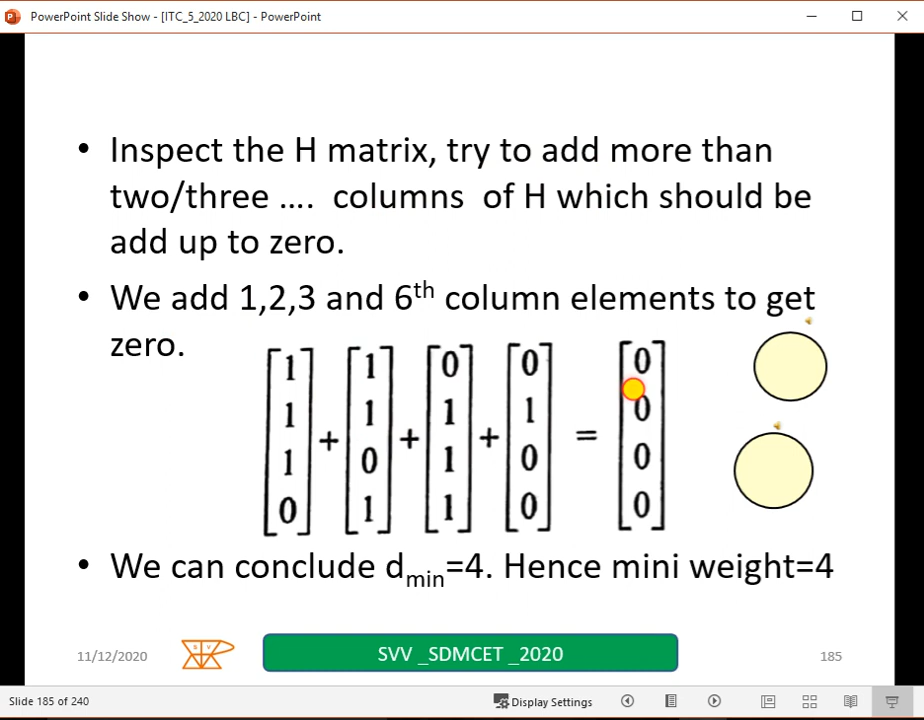 PowerPoint Slide Show - [ITC_5_2020 LBC] - PowerPoint
• Inspect the H matrix, try to add more than
two/three .... columns of H which should be
add up to zero.
• We add 1,2,3 and 6th column elements to get
zero.
[1 1 1 0] + [1 1 0 1] + [0 1 1 1] + [0 1 0 0] = [0 0 0 0]
• We can conclude dmin=4. Hence mini weight=4
11/12/2020
S V
SVV _SDMCET _2020
185
Slide 185 of 240
Display Settings